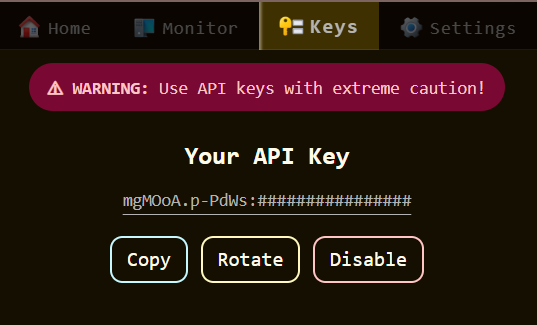 Home Monitor Keys Settings
⚠ WARNING: Use API keys with extreme caution!
Your API Key
mgMOoA.p-PdWs:################
Copy Rotate Disable